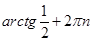 arctg 1/2 + 2πn